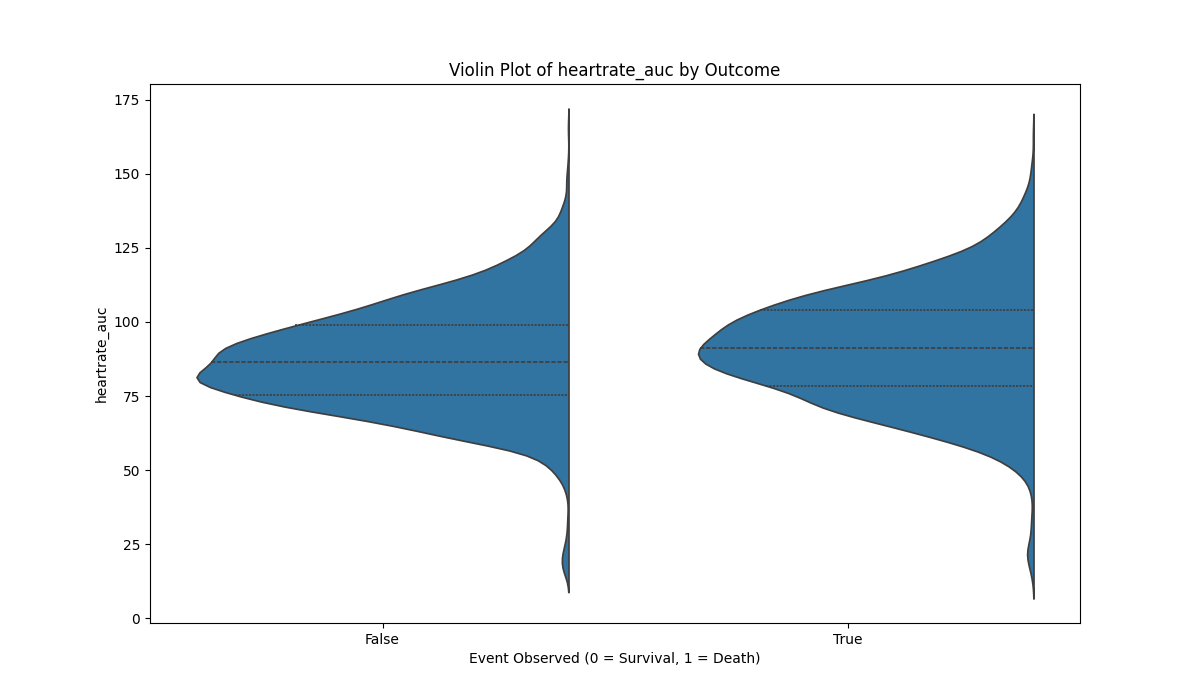 Violin Plot of heartrate_auc by Outcome
175
150
125
100
75
50
25
0
heartrate_auc
False True
Event Observed (0 = Survival, 1 = Death)